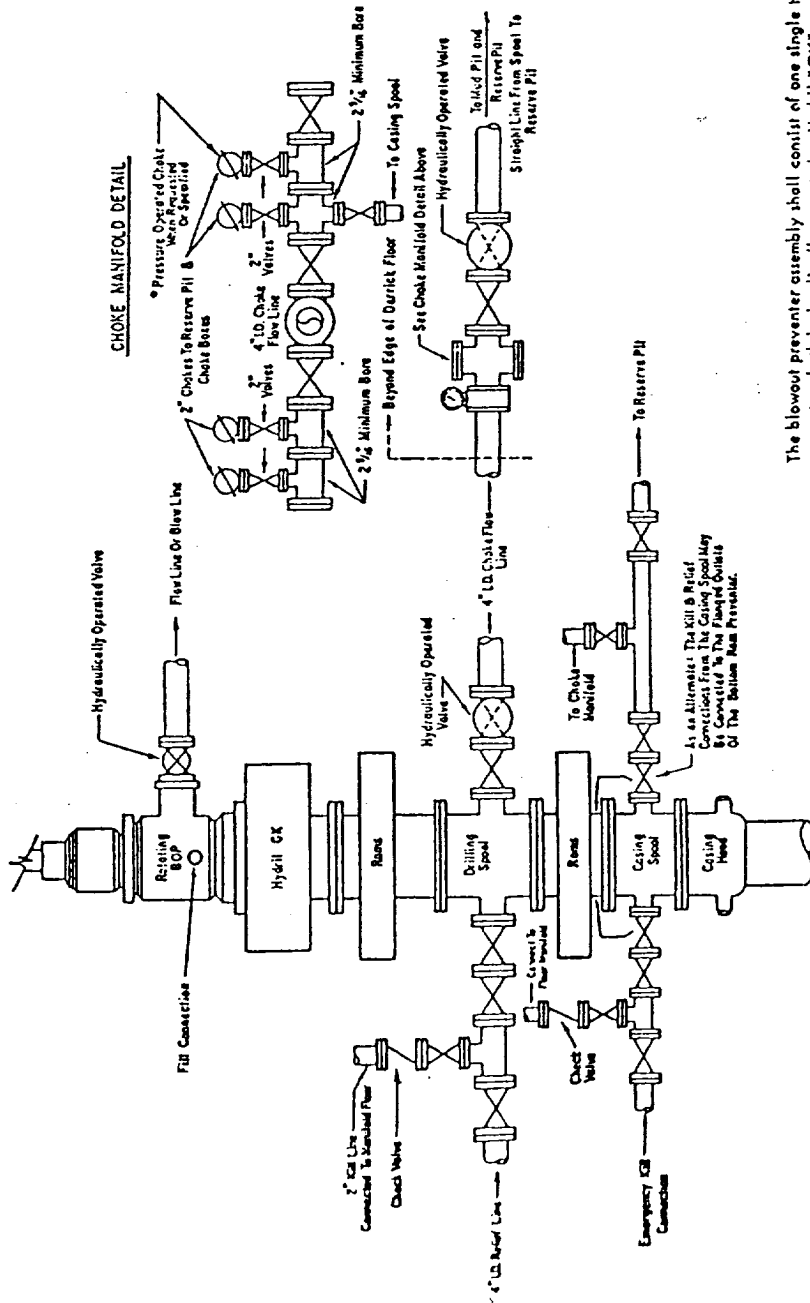 CHOKE MANIFOLD DETAIL
*Pressure Operated Choke
When Requested
Or Specified
2" Chokes To Reserve Pit &
Choke Boxes
2"
Valves
4" I.D. Choke
Flow Line
2"
Valves
2 1/16" Minimum Bore
2 1/16" Minimum Bore
To Casing Spool
Hydraulically Operated Valve
Flow Line Or Blow Line
Rotating
BOP
Fill Connection
Hydril GK
Rams
Beyond Edge of Derrick Floor
See Choke Manifold Detail Above
Hydraulically Operated Valve
To Mud Pit and
Reserve Pit
Straight Line From Spool To
Reserve Pit
4" I.D. Choke Flow
Line
Hydraulically Operated
Valve
Drilling
Spool
2" Kill Line
Connected To Manifold Floor
Check Valve
4" I.D. Relief Line
Rams
Connect To
Floor Manifold
Check
Valve
Emergency Kill
Connection
Casing
Spool
Casing
Head
To Choke
Manifold
To Reserve Pit
As an Alternate: The Kill & Relief
Connections From The Casing Spool May
Be Connected To The Flanged Outlets
Of The Bottom Ram Preventer.
The blowout preventer assembly shall consist of one single